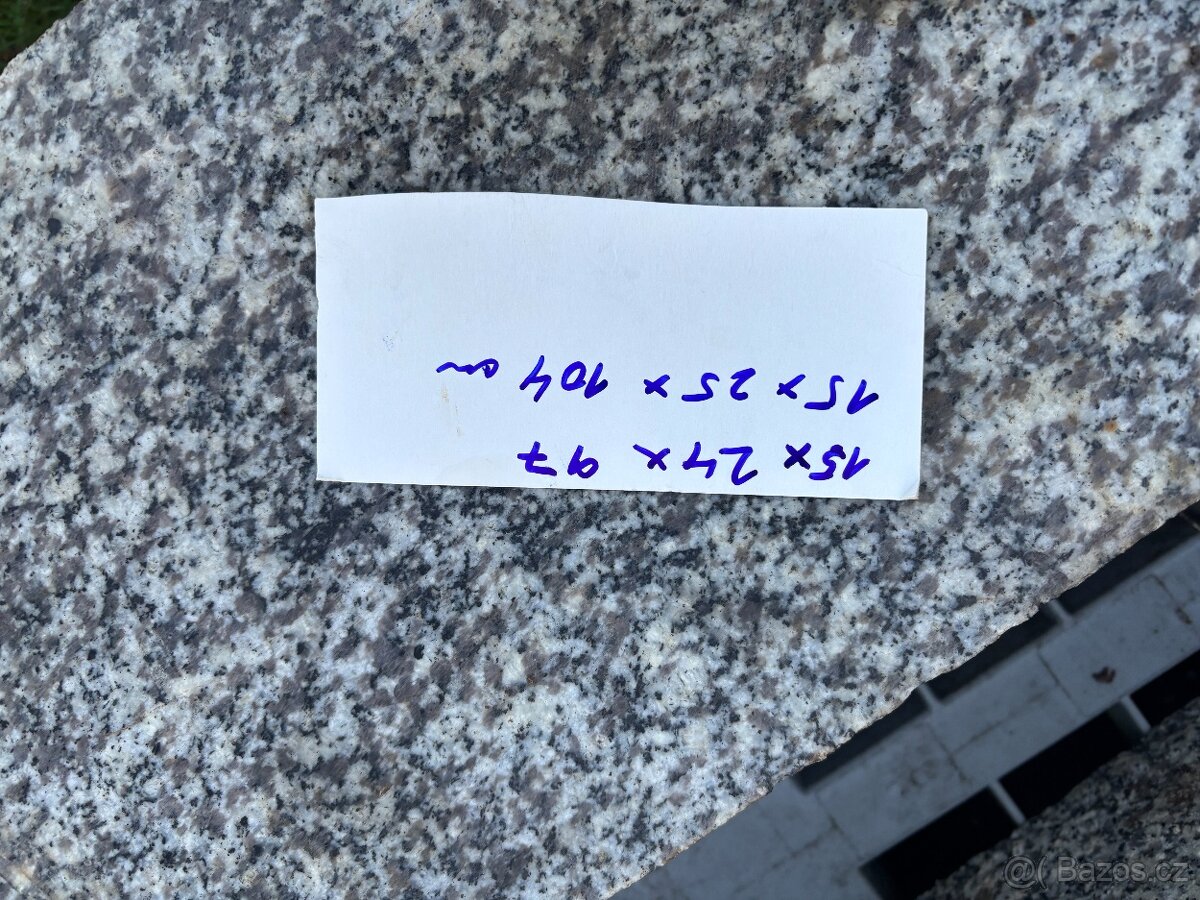 15 x 24 x 97
15 x 25 x 104 cm
@( Bazos.cz